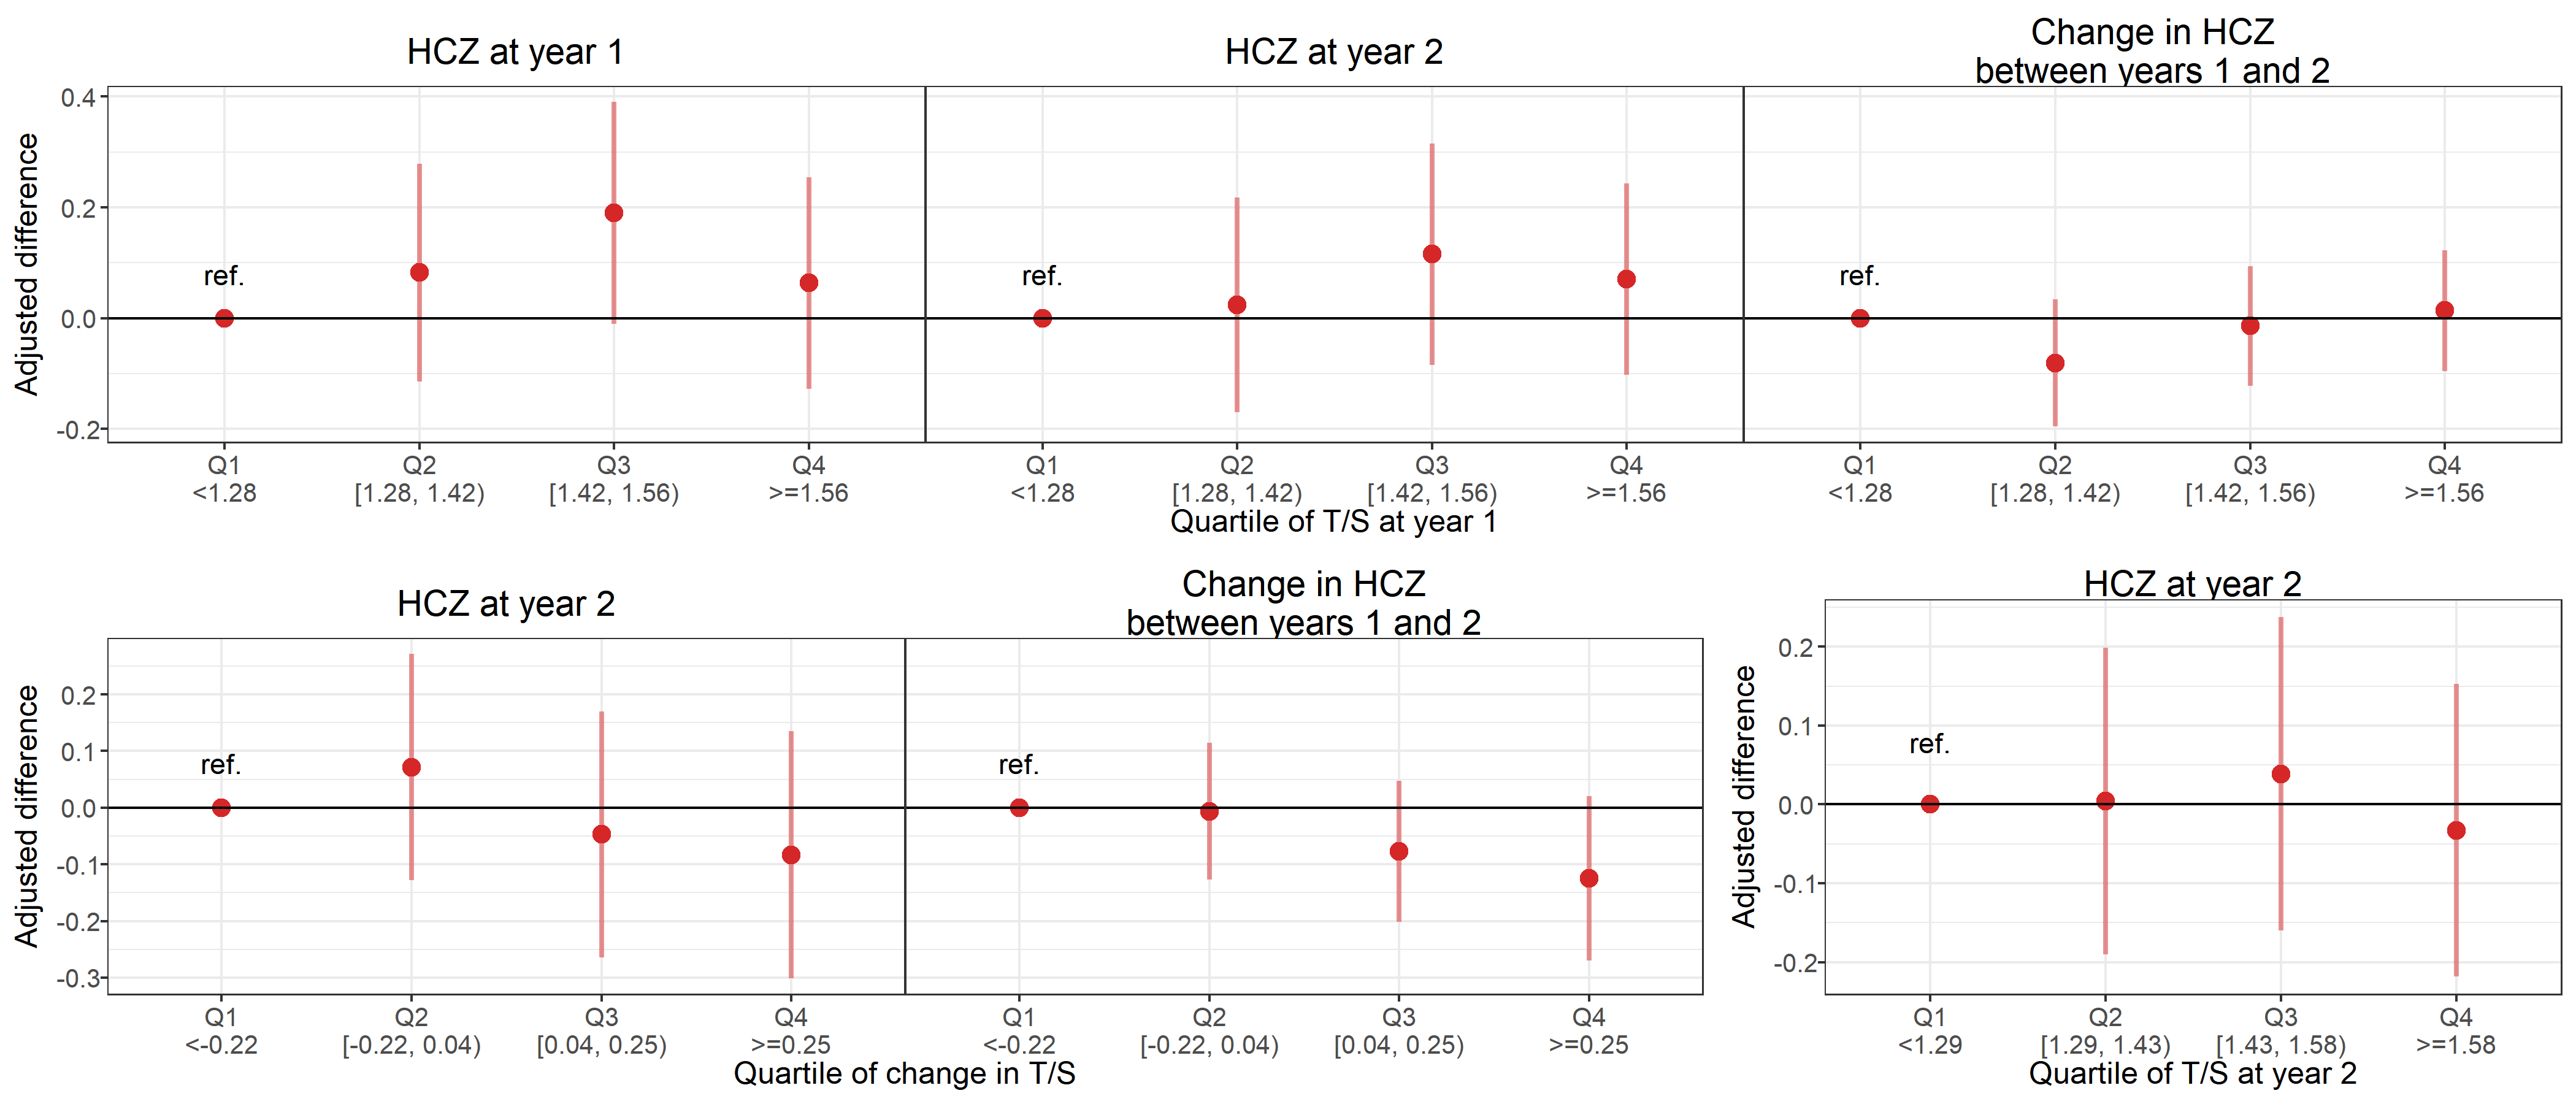 HCZ at year 1
HCZ at year 2
Change in HCZ
between years 1 and 2
Adjusted difference
0.4
0.2
0.0
-0.2
ref.
ref.
ref.
Q1 Q2 Q3 Q4
<1.28 [1.28, 1.42) [1.42, 1.56) >=1.56
Q1 Q2 Q3 Q4
<1.28 [1.28, 1.42) [1.42, 1.56) >=1.56
Q1 Q2 Q3 Q4
<1.28 [1.28, 1.42) [1.42, 1.56) >=1.56
Quartile of T/S at year 1
HCZ at year 2
Change in HCZ
between years 1 and 2
Adjusted difference
0.2
0.1
0.0
-0.1
-0.2
-0.3
ref.
ref.
Q1 Q2 Q3 Q4
<-0.22 [-0.22, 0.04) [0.04, 0.25) >=0.25
Q1 Q2 Q3 Q4
<-0.22 [-0.22, 0.04) [0.04, 0.25) >=0.25
Quartile of change in T/S
HCZ at year 2
Adjusted difference
0.2
0.1
0.0
-0.1
-0.2
ref.
Q1 Q2 Q3 Q4
<1.29 [1.29, 1.43) [1.43, 1.58) >=1.58
Quartile of T/S at year 2